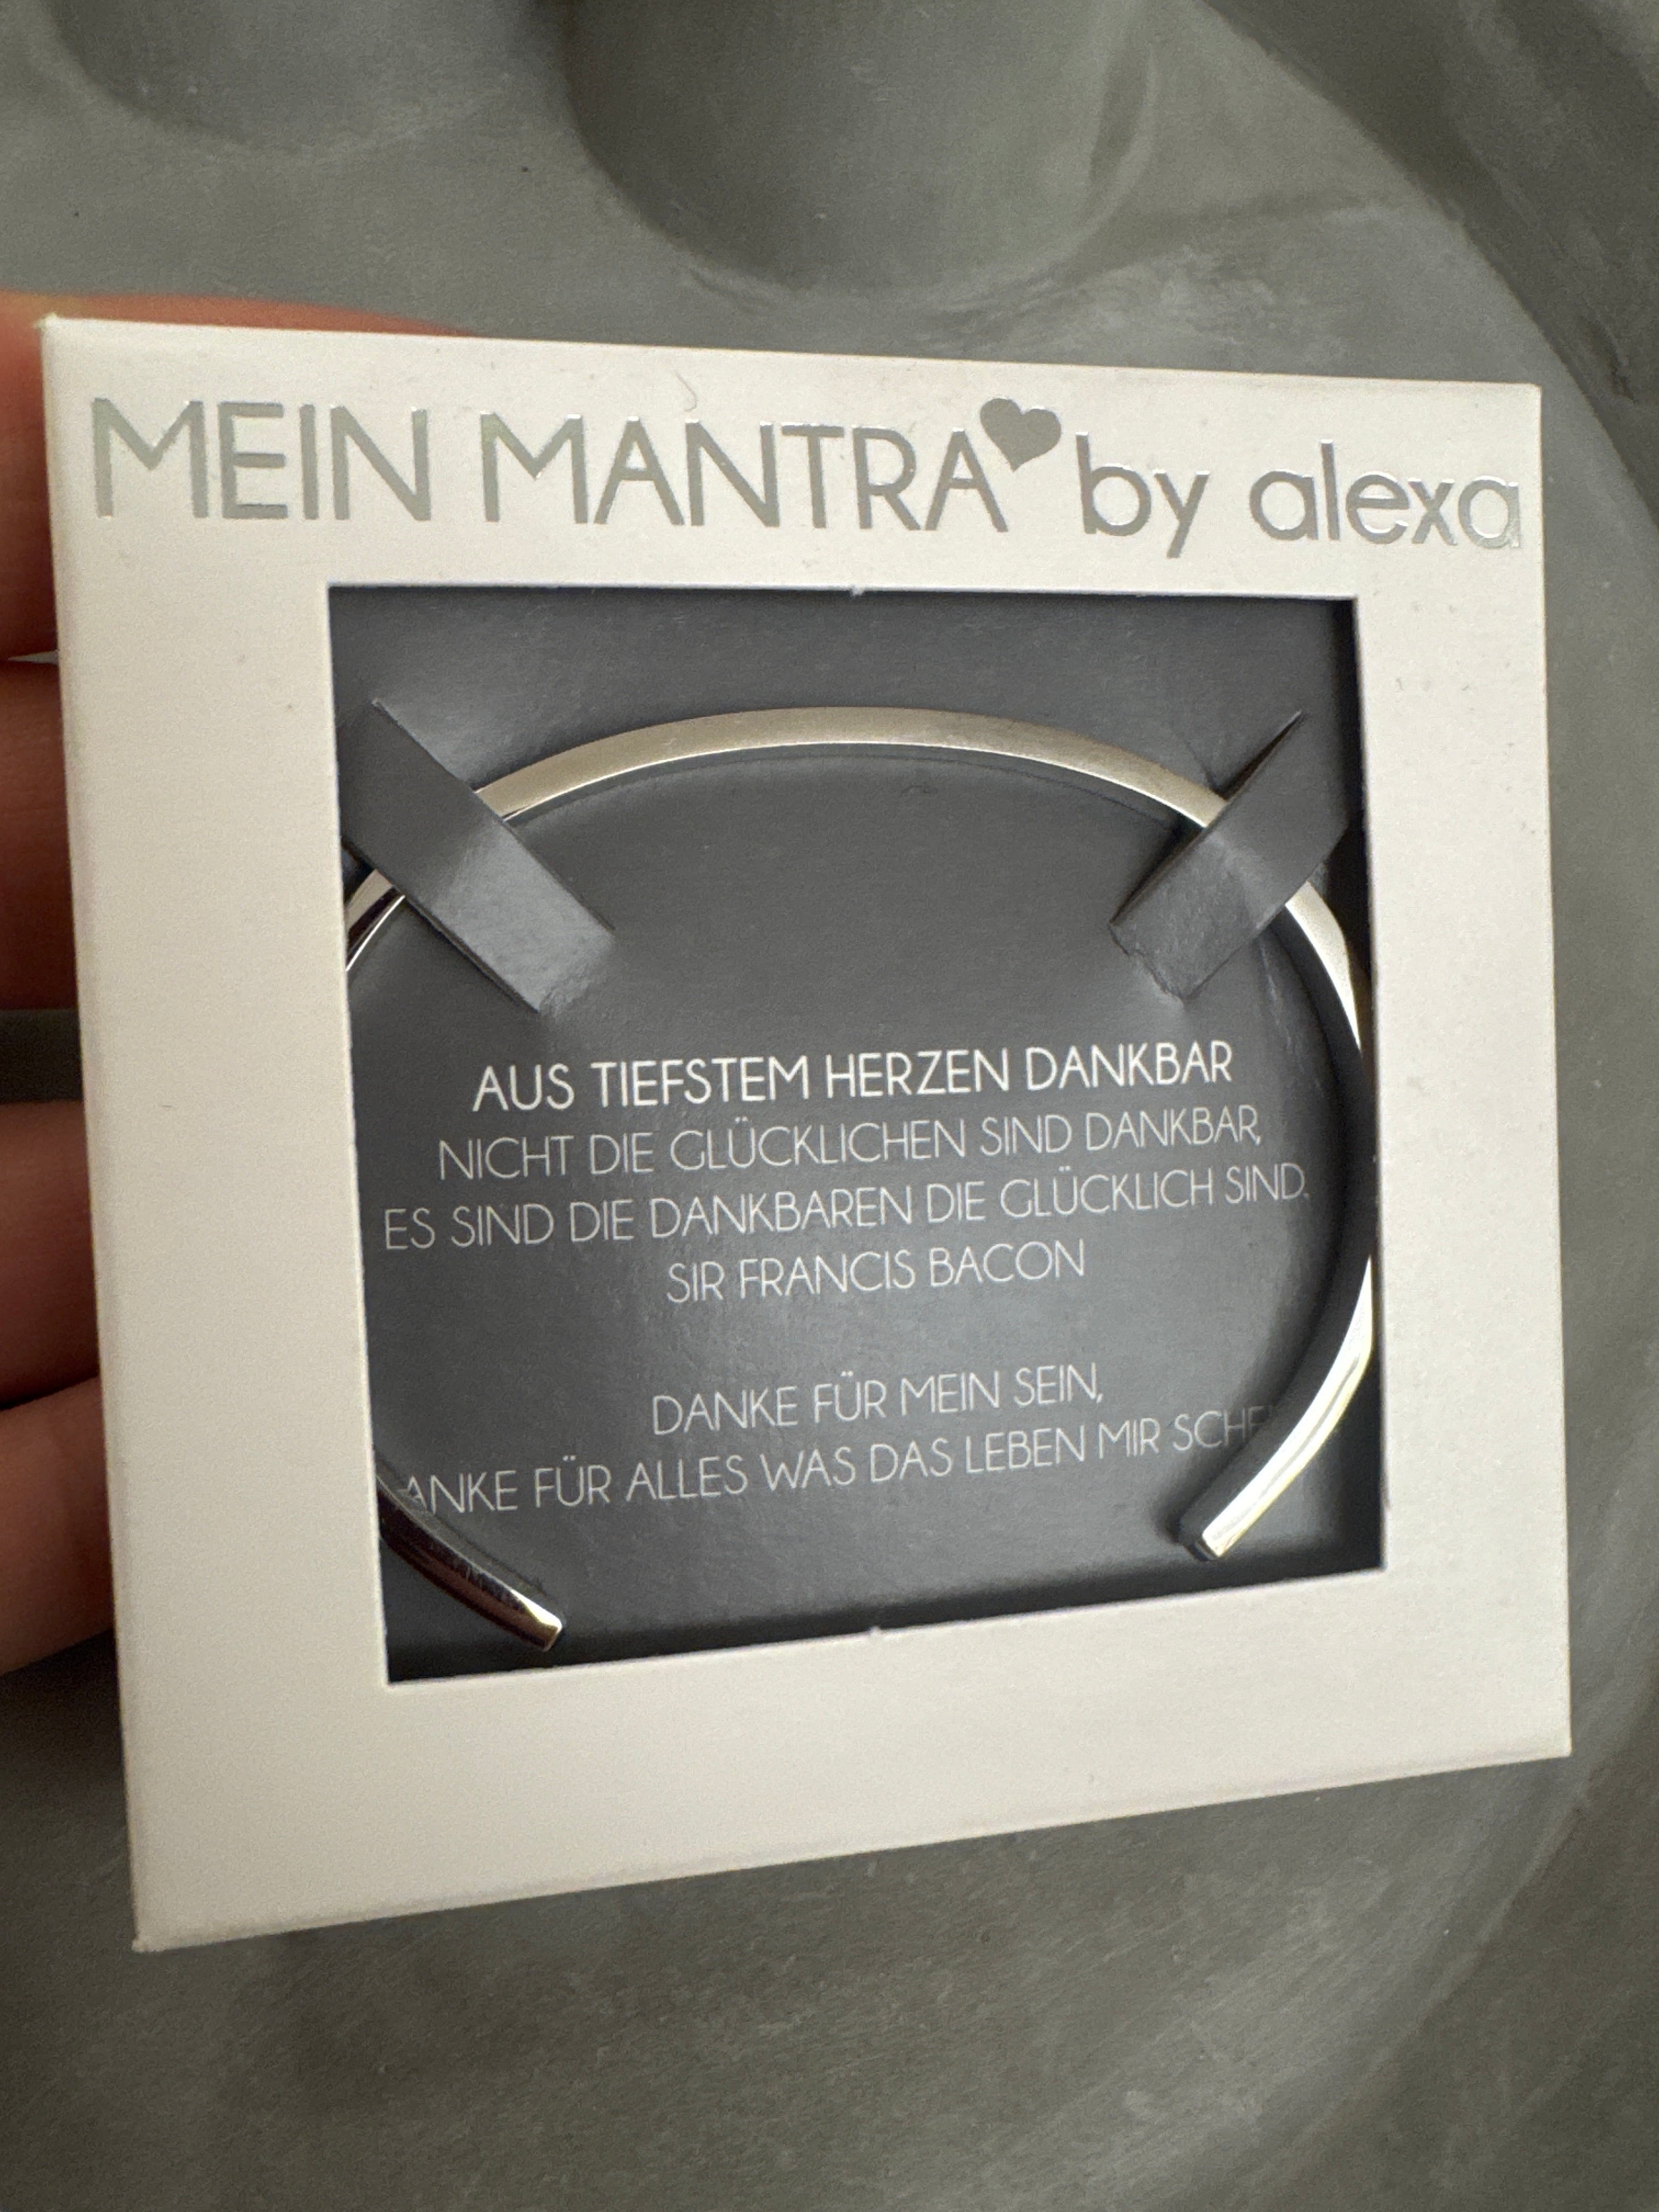 MEIN MANTRA by alexa
AUS TIEFSTEM HERZEN DANKBAR
NICHT DIE GLÜCKLICHEN SIND DANKBAR,
ES SIND DIE DANKBAREN DIE GLÜCKLICH SIND.
SIR FRANCIS BACON
DANKE FÜR MEIN SEIN,
ANKE FÜR ALLES WAS DAS LEBEN MIR